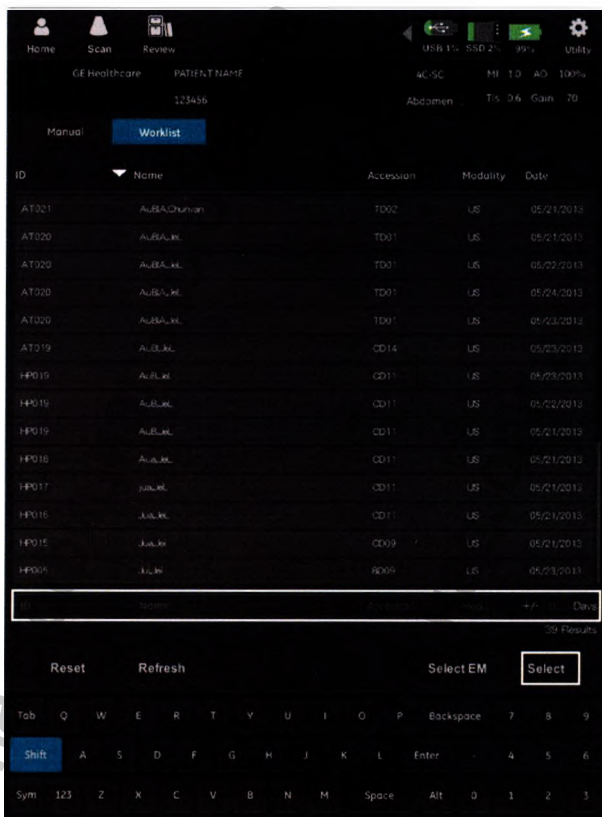 Home Scan Review USB 1% SSD 2% 99% Utility
GE Healthcare PATIENT NAME 4C-SC MI 1.0 AO 100%
123456 Abdomen Tis 0.6 Gain 70
Manual Worklist
ID Name Accession Modality Date
AT021 TD02 US 05/21/2013
AT020 TD01 US 05/21/2013
AT020 TD01 US 05/22/2013
AT020 TD01 US 05/24/2013
AT020 TD01 US 05/23/2013
AT019 CD14 US 05/23/2013
HP019 CD11 US 05/23/2013
HP019 CD11 US 05/22/2013
HP019 CD11 US 05/21/2013
HP018 CD11 US 05/21/2013
HP017 CD11 US 05/21/2013
HP016 CD11 US 05/21/2013
HP015 CD09 US 05/21/2013
HP005 US 05/23/2013
ID Name Accession +/- Days
39 Results
Reset Refresh Select EM Select
Tab Q W E R T Y U I O P Backspace 7 8 9
Shift A S D F G H J K L Enter . 4 5 6
Sym 123 Z X C V B N M Space Alt 0 1 2 3